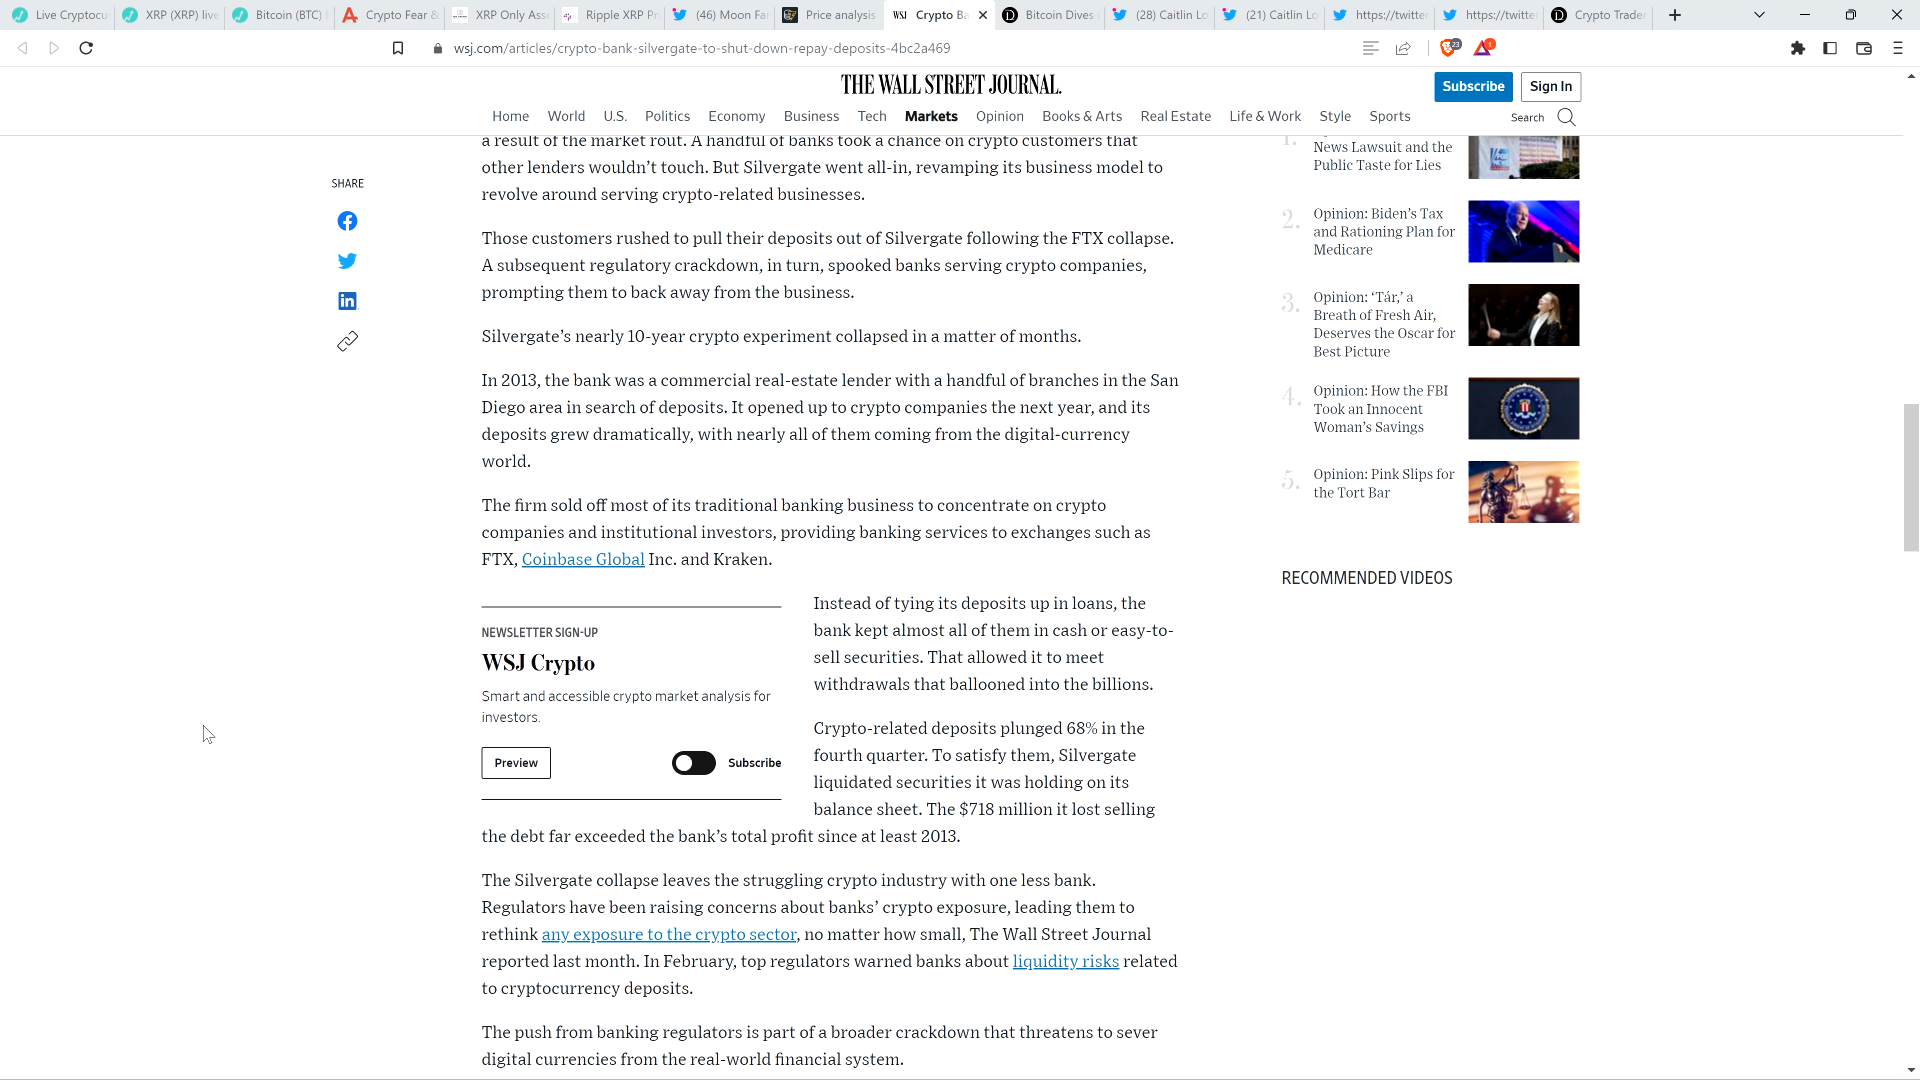 Live Cryptocu
XRP (XRP) live
Bitcoin (BTC)
Crypto Fear &
XRP Only Ass
Ripple XRP Pr
(46) Moon Fa
Price analysis
WSJ Crypto Ba
Bitcoin Dives
(28) Caitlin Lo
(21) Caitlin Lo
https://twitter
https://twitter
Crypto Trader
wsj.com/articles/crypto-bank-silvergate-to-shut-down-repay-deposits-4bc2a469
THE WALL STREET JOURNAL.
Subscribe
Sign In
Home World U.S. Politics Economy Business Tech Markets Opinion Books & Arts Real Estate Life & Work Style Sports
Search
SHARE
a result of the market rout. A handful of banks took a chance on crypto customers that
other lenders wouldn’t touch. But Silvergate went all-in, revamping its business model to
revolve around serving crypto-related businesses.
Those customers rushed to pull their deposits out of Silvergate following the FTX collapse.
A subsequent regulatory crackdown, in turn, spooked banks serving crypto companies,
prompting them to back away from the business.
Silvergate’s nearly 10-year crypto experiment collapsed in a matter of months.
In 2013, the bank was a commercial real-estate lender with a handful of branches in the San
Diego area in search of deposits. It opened up to crypto companies the next year, and its
deposits grew dramatically, with nearly all of them coming from the digital-currency
world.
The firm sold off most of its traditional banking business to concentrate on crypto
companies and institutional investors, providing banking services to exchanges such as
FTX, Coinbase Global Inc. and Kraken.
NEWSLETTER SIGN-UP
WSJ Crypto
Smart and accessible crypto market analysis for
investors.
Preview
Subscribe
Instead of tying its deposits up in loans, the
bank kept almost all of them in cash or easy-to-
sell securities. That allowed it to meet
withdrawals that ballooned into the billions.
Crypto-related deposits plunged 68% in the
fourth quarter. To satisfy them, Silvergate
liquidated securities it was holding on its
balance sheet. The $718 million it lost selling
the debt far exceeded the bank’s total profit since at least 2013.
The Silvergate collapse leaves the struggling crypto industry with one less bank.
Regulators have been raising concerns about banks’ crypto exposure, leading them to
rethink any exposure to the crypto sector, no matter how small, The Wall Street Journal
reported last month. In February, top regulators warned banks about liquidity risks related
to cryptocurrency deposits.
The push from banking regulators is part of a broader crackdown that threatens to sever
digital currencies from the real-world financial system.
1.
News Lawsuit and the
Public Taste for Lies
2.
Opinion: Biden’s Tax
and Rationing Plan for
Medicare
3.
Opinion: ‘Tár,’ a
Breath of Fresh Air,
Deserves the Oscar for
Best Picture
4.
Opinion: How the FBI
Took an Innocent
Woman’s Savings
5.
Opinion: Pink Slips for
the Tort Bar
RECOMMENDED VIDEOS